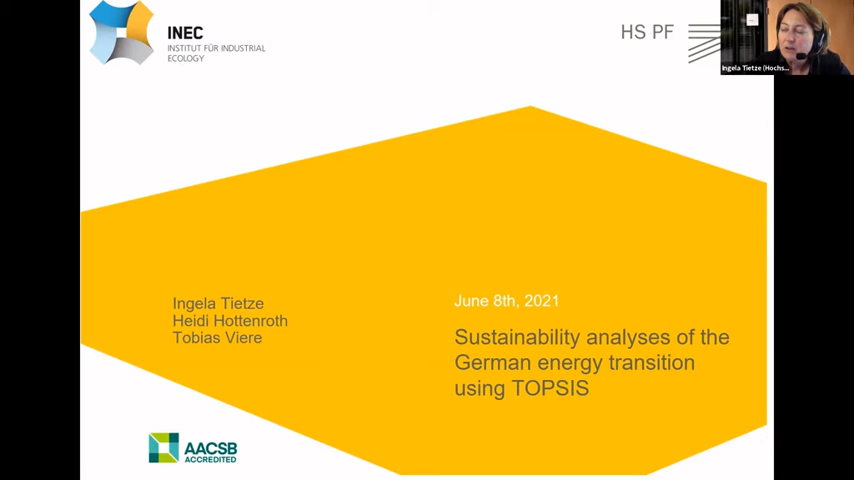 INEC
INSTITUT FÜR INDUSTRIAL
ECOLOGY
HS PF
Ingela Tietze (Hochs...
Ingela Tietze
Heidi Hottenroth
Tobias Viere
June 8th, 2021
Sustainability analyses of the
German energy transition
using TOPSIS
AACSB
ACCREDITED